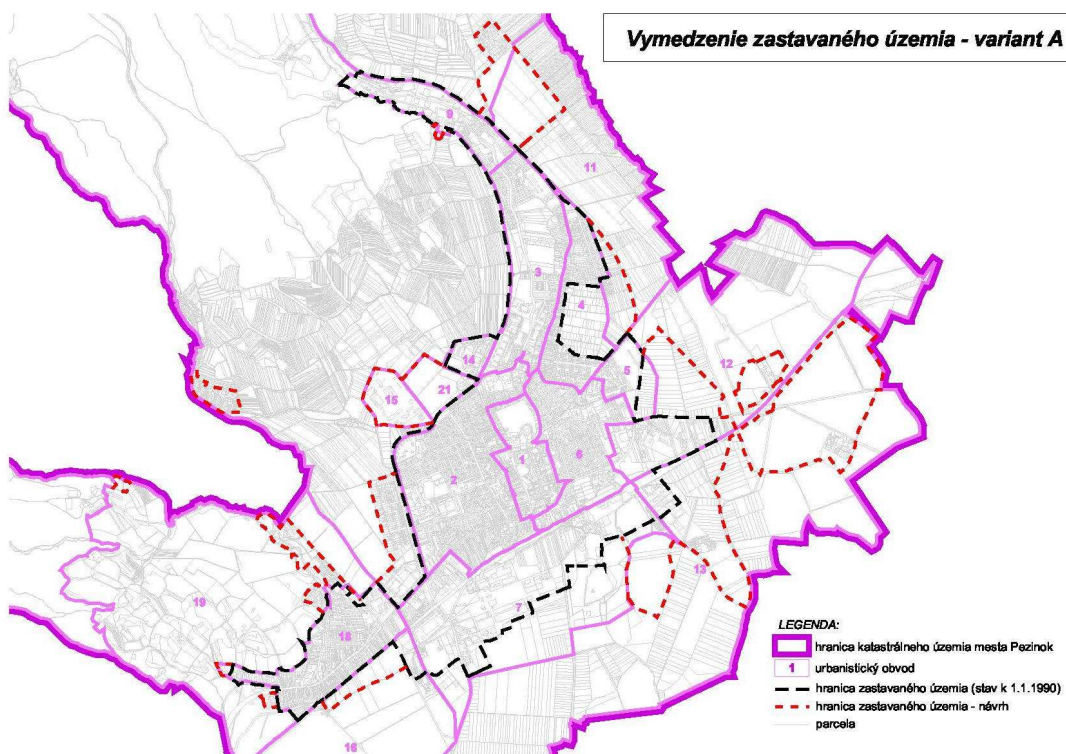 Vymedzenie zastavaného územia - variant A
9
11
3
4
14
5
12
21
15
1
6
2
13
19
7
18
16
LEGENDA:
hranica katastrálneho územia mesta Pezinok
1 urbanistický obvod
hranica zastavaného územia (stav k 1.1.1990)
hranica zastavaného územia - návrh
parcela